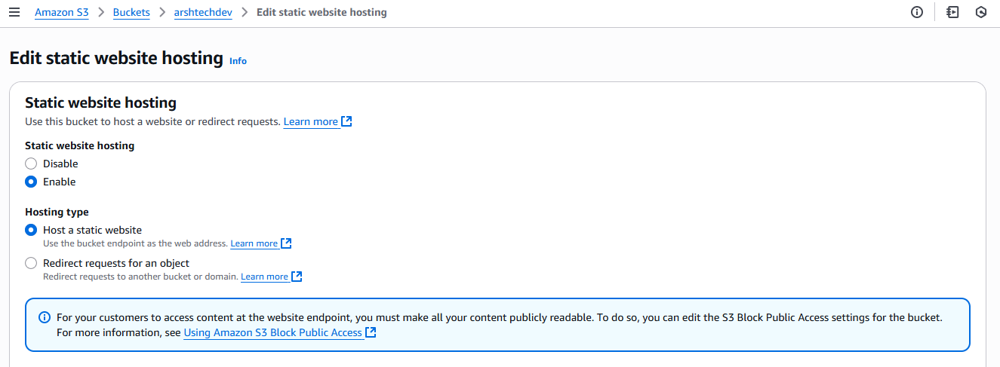 Amazon S3 > Buckets > arshtechdev > Edit static website hosting
Edit static website hosting Info
Static website hosting
Use this bucket to host a website or redirect requests. Learn more
Static website hosting
Disable
Enable
Hosting type
Host a static website
Use the bucket endpoint as the web address. Learn more
Redirect requests for an object
Redirect requests to another bucket or domain. Learn more
For your customers to access content at the website endpoint, you must make all your content publicly readable. To do so, you can edit the S3 Block Public Access settings for the bucket.
For more information, see Using Amazon S3 Block Public Access